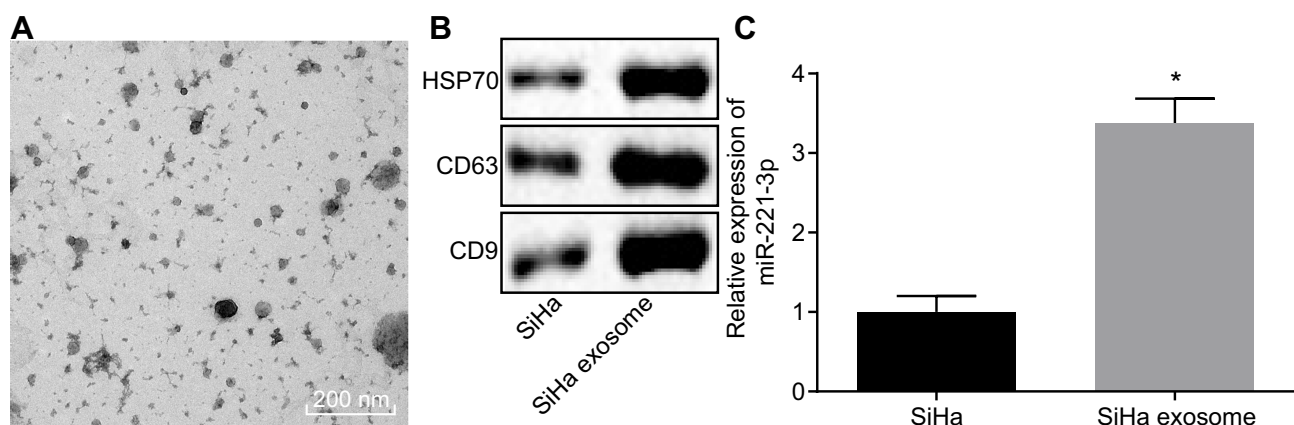 A
200 nm
B
HSP70
CD63
CD9
SiHa
SiHa exosome
C
Relative expression of
miR-221-3p
4
3
2
1
0
*
SiHa
SiHa exosome